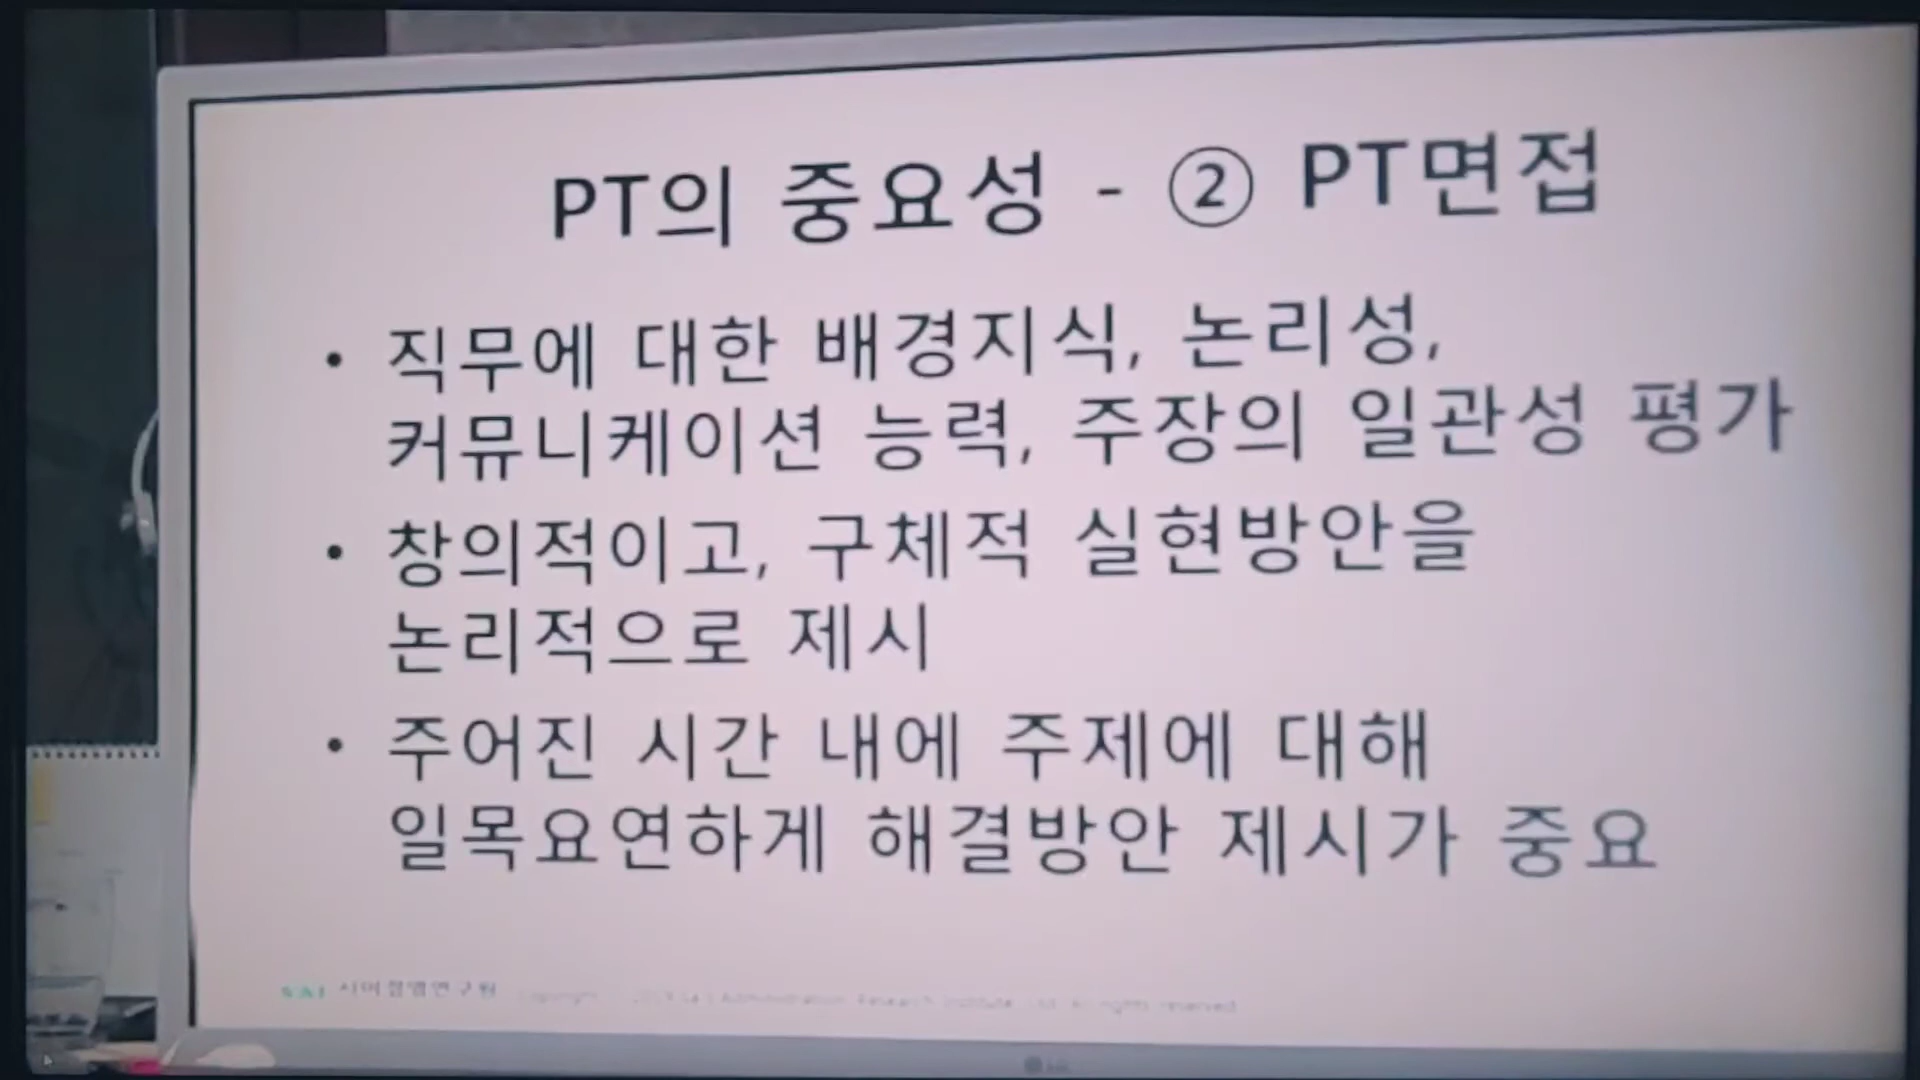 PT의 중요성 - ② PT면접
• 직무에 대한 배경지식, 논리성,
커뮤니케이션 능력, 주장의 일관성 평가
• 창의적이고, 구체적 실현방안을
논리적으로 제시
• 주어진 시간 내에 주제에 대해
일목요연하게 해결방안 제시가 중요